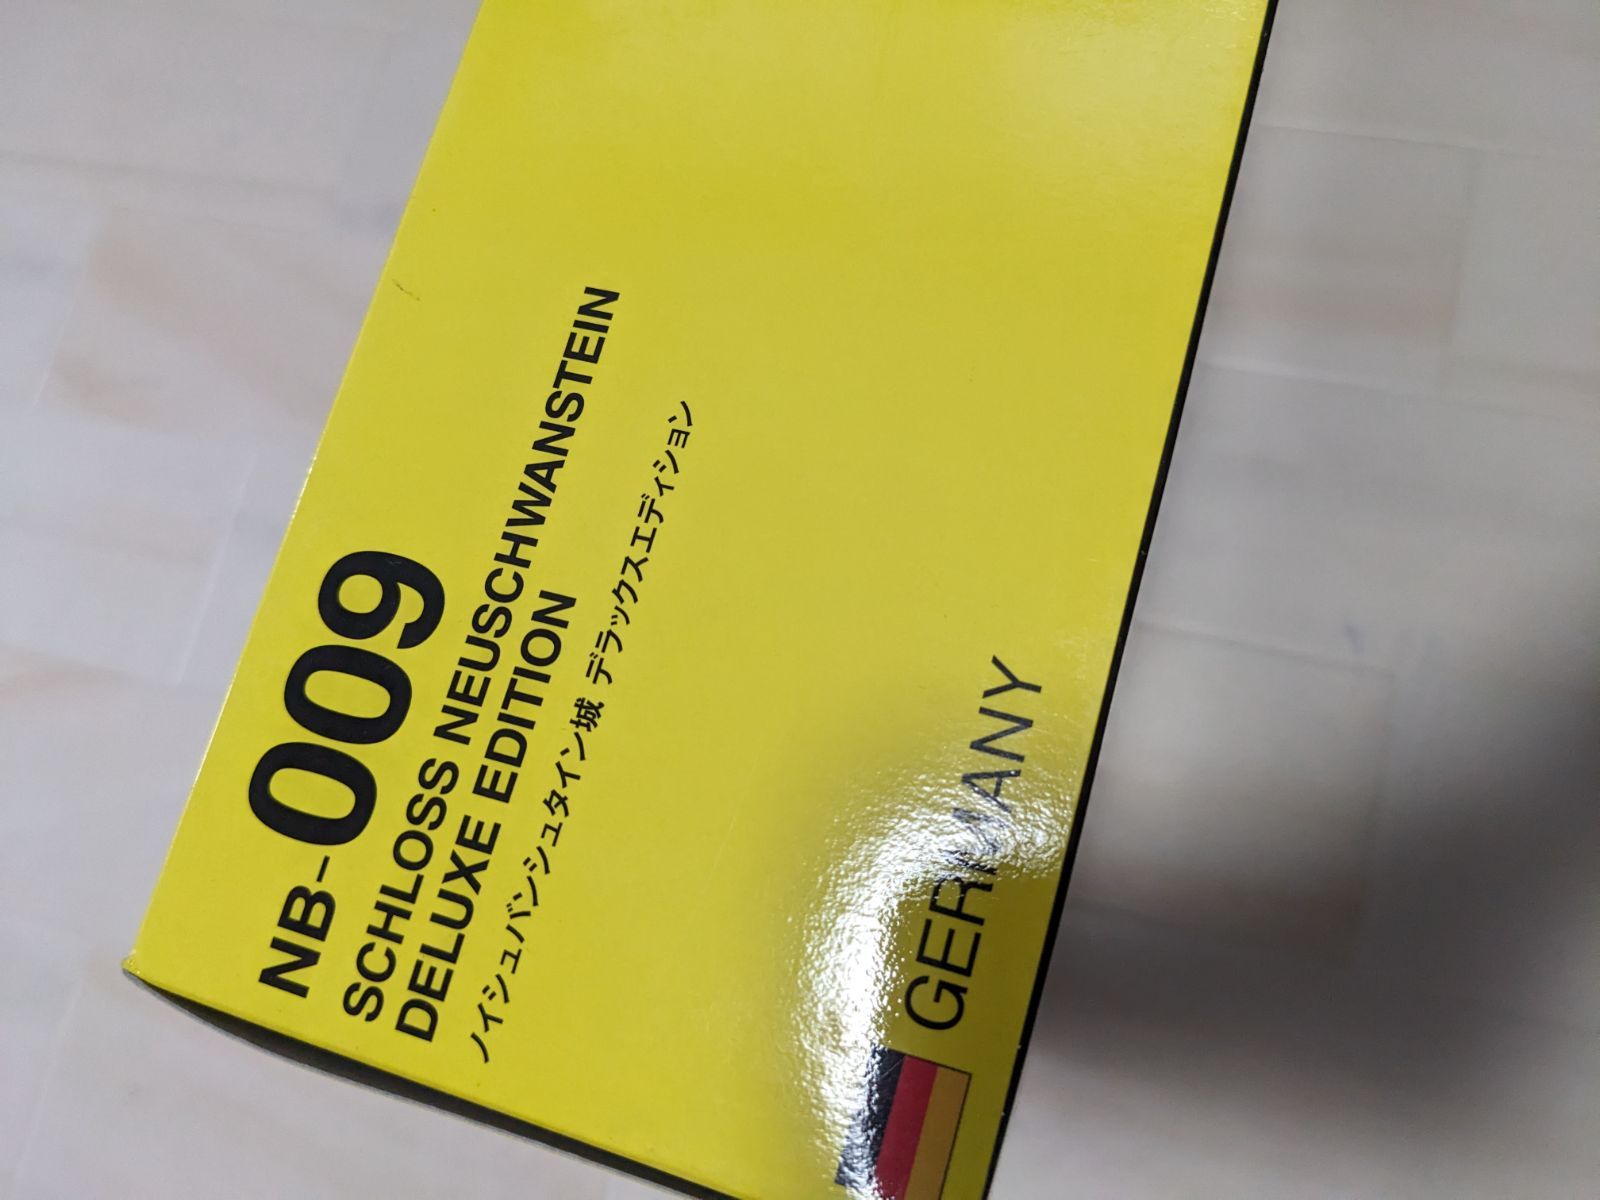 NB-009
SCHLOSS NEUSCHWANSTEIN
DELUXE EDITION
ノイシュバンシュタイン城 デラックスエディション
GERMANY